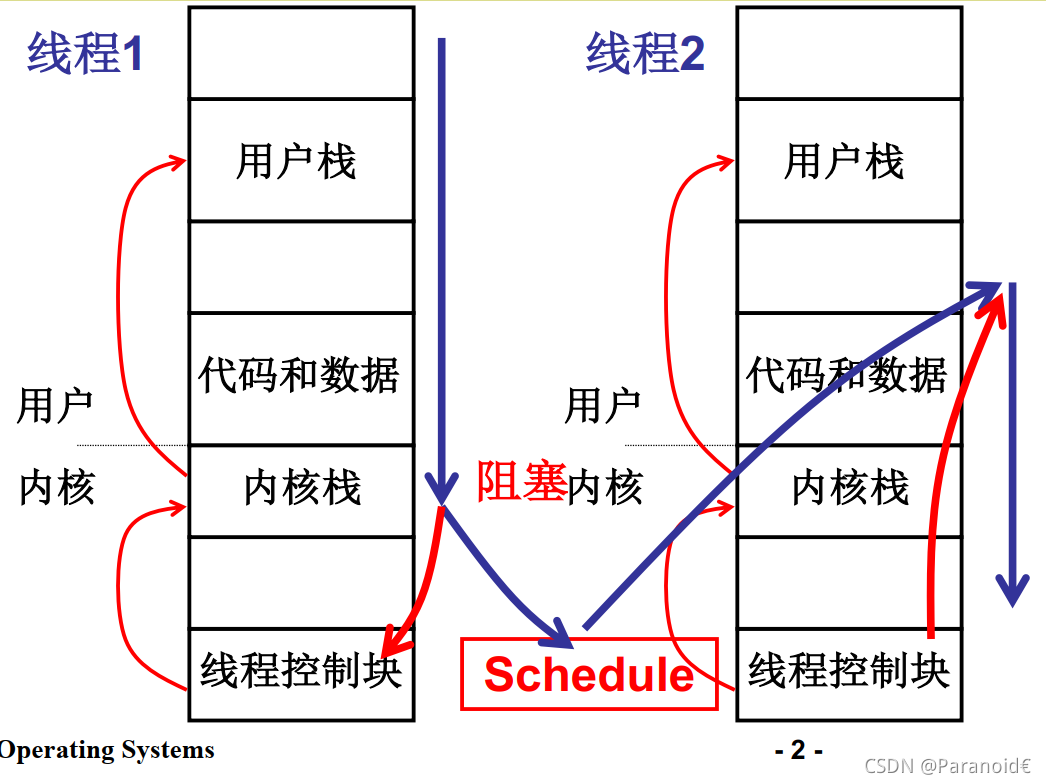 线程1
用户栈
代码和数据
用户
内核
内核栈
线程控制块
阻塞
Schedule
线程2
用户栈
代码和数据
用户
内核
内核栈
线程控制块
Operating Systems
- 2 -
CSDN @Paranoid€